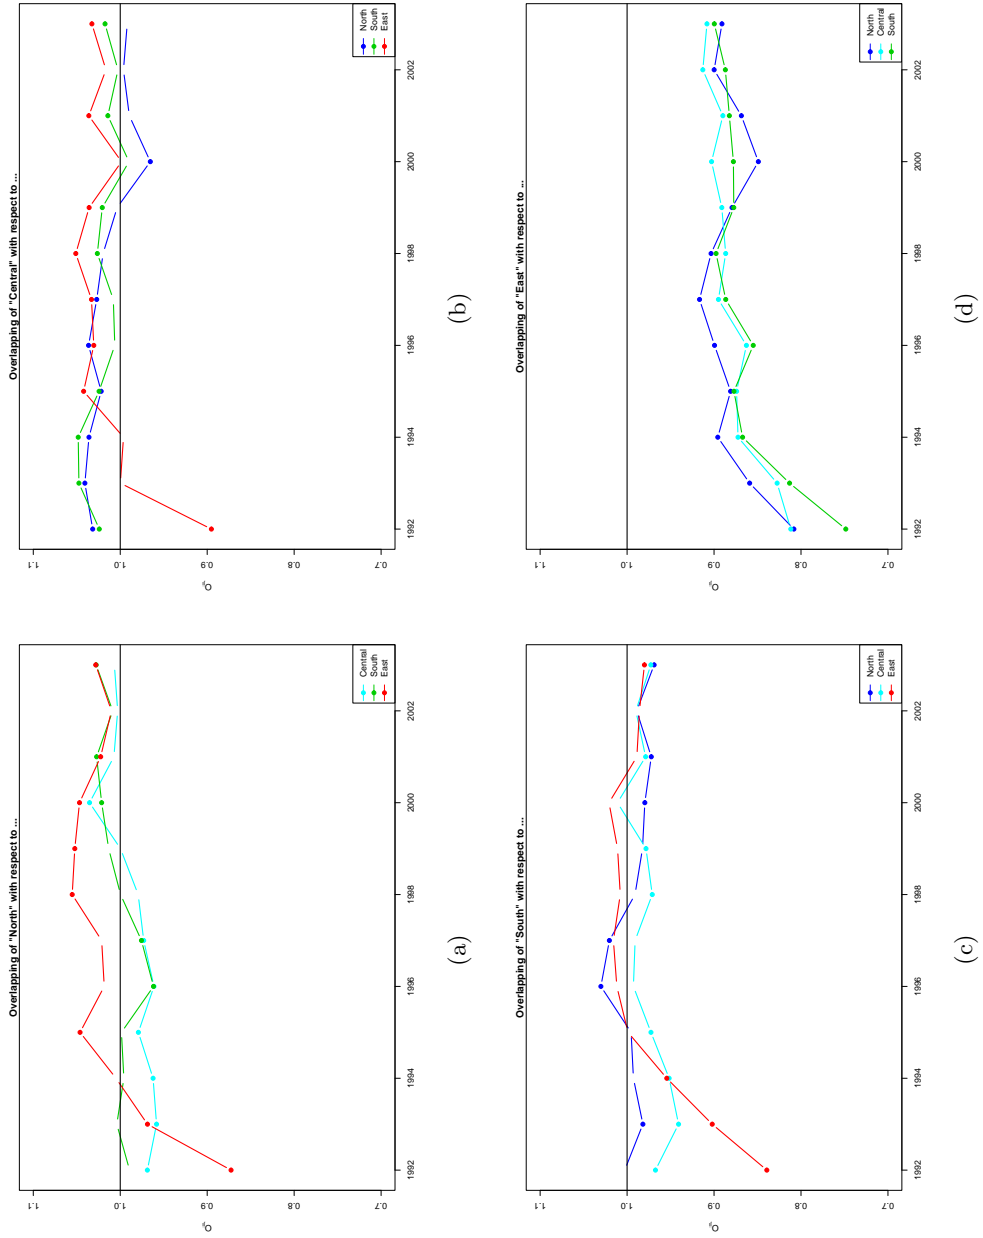 Overlapping of "North" with respect to ...
O_ji
1.1
1.0
0.9
0.8
0.7
1992
1994
1996
1998
2000
2002
Central
South
East
(a)
Overlapping of "Central" with respect to ...
O_ji
1.1
1.0
0.9
0.8
0.7
1992
1994
1996
1998
2000
2002
North
South
East
(b)
Overlapping of "South" with respect to ...
O_ji
1.1
1.0
0.9
0.8
0.7
1992
1994
1996
1998
2000
2002
North
Central
East
(c)
Overlapping of "East" with respect to ...
O_ji
1.1
1.0
0.9
0.8
0.7
1992
1994
1996
1998
2000
2002
North
Central
South
(d)